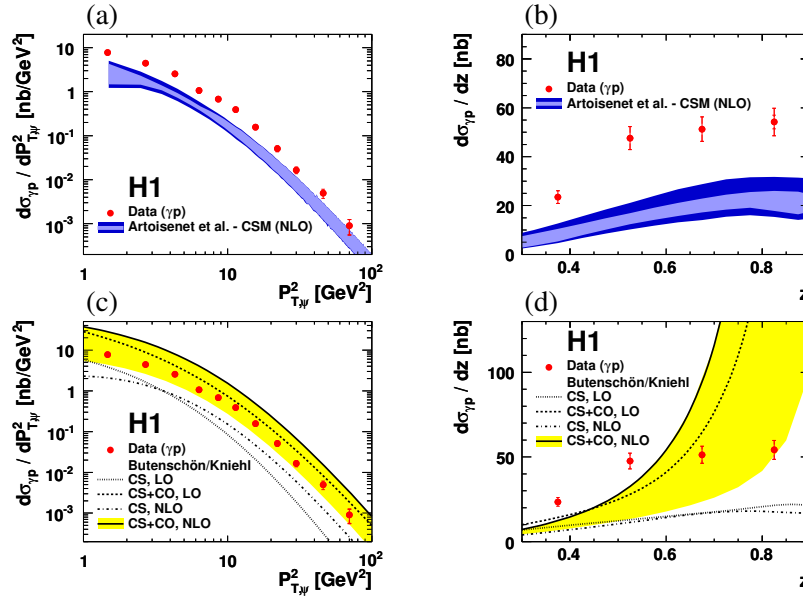 (a)
dσγp / dP²T,ψ [nb/GeV²]
10
1
10⁻¹
10⁻²
10⁻³
H1
Data (γp)
Artoisenet et al. - CSM (NLO)
1
10
10²
P²T,ψ [GeV²]
(b)
dσγp / dz [nb]
80
60
40
20
0
H1
Data (γp)
Artoisenet et al. - CSM (NLO)
0.4
0.6
0.8
z
(c)
dσγp / dP²T,ψ [nb/GeV²]
10
1
10⁻¹
10⁻²
10⁻³
H1
Data (γp)
Butenschön/Kniehl
CS, LO
CS+CO, LO
CS, NLO
CS+CO, NLO
1
10
10²
P²T,ψ [GeV²]
(d)
dσγp / dz [nb]
100
50
0
H1
Data (γp)
Butenschön/Kniehl
CS, LO
CS+CO, LO
CS, NLO
CS+CO, NLO
0.4
0.6
0.8
z